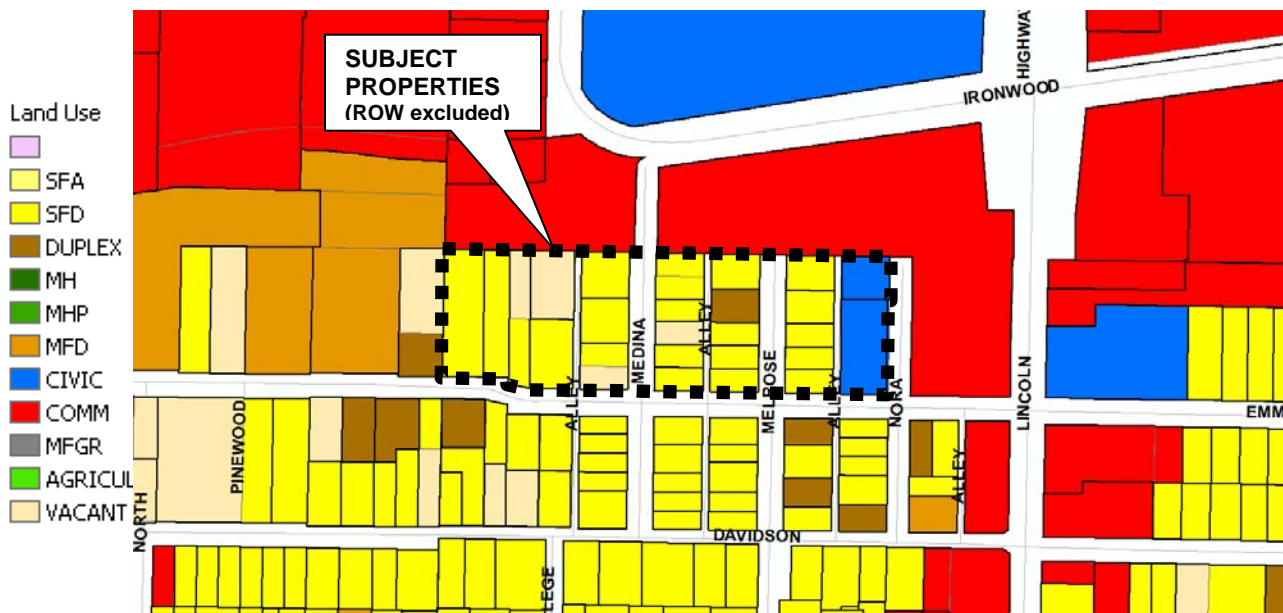 SUBJECT
PROPERTIES
(ROW excluded)
HIGHWA
IRONWOOD
Land Use
SFA
SFD
DUPLEX
MH
MHP
MFD
CIVIC
COMM
MFGR
AGRICUL
VACANT
MEDINA
ALLEY
MELROSE
ALLEY
ALLEY
NORA
LINCOLN
EMM
PINEWOOD
NORTH
ALLEY
DAVIDSON
LEGE